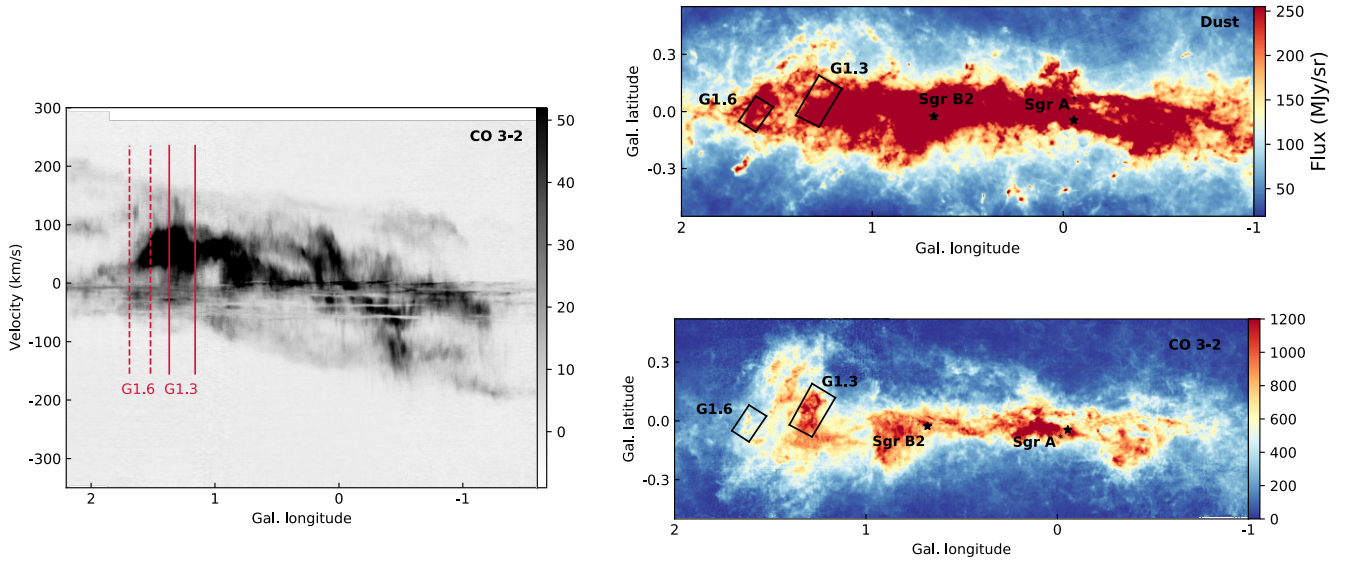 300
200
100
0
-100
-200
-300
Velocity (km/s)
CO 3-2
G1.6
G1.3
2
1
0
-1
Gal. longitude
50
40
30
20
10
0
0.3
0.0
-0.3
Gal. latitude
Dust
G1.3
G1.6
Sgr B2
Sgr A
2
1
0
-1
Gal. longitude
250
200
150
100
50
Flux (MJy/sr)
0.3
0.0
-0.3
Gal. latitude
CO 3-2
G1.3
G1.6
Sgr B2
Sgr A
2
1
0
-1
Gal. longitude
1200
1000
800
600
400
200
0